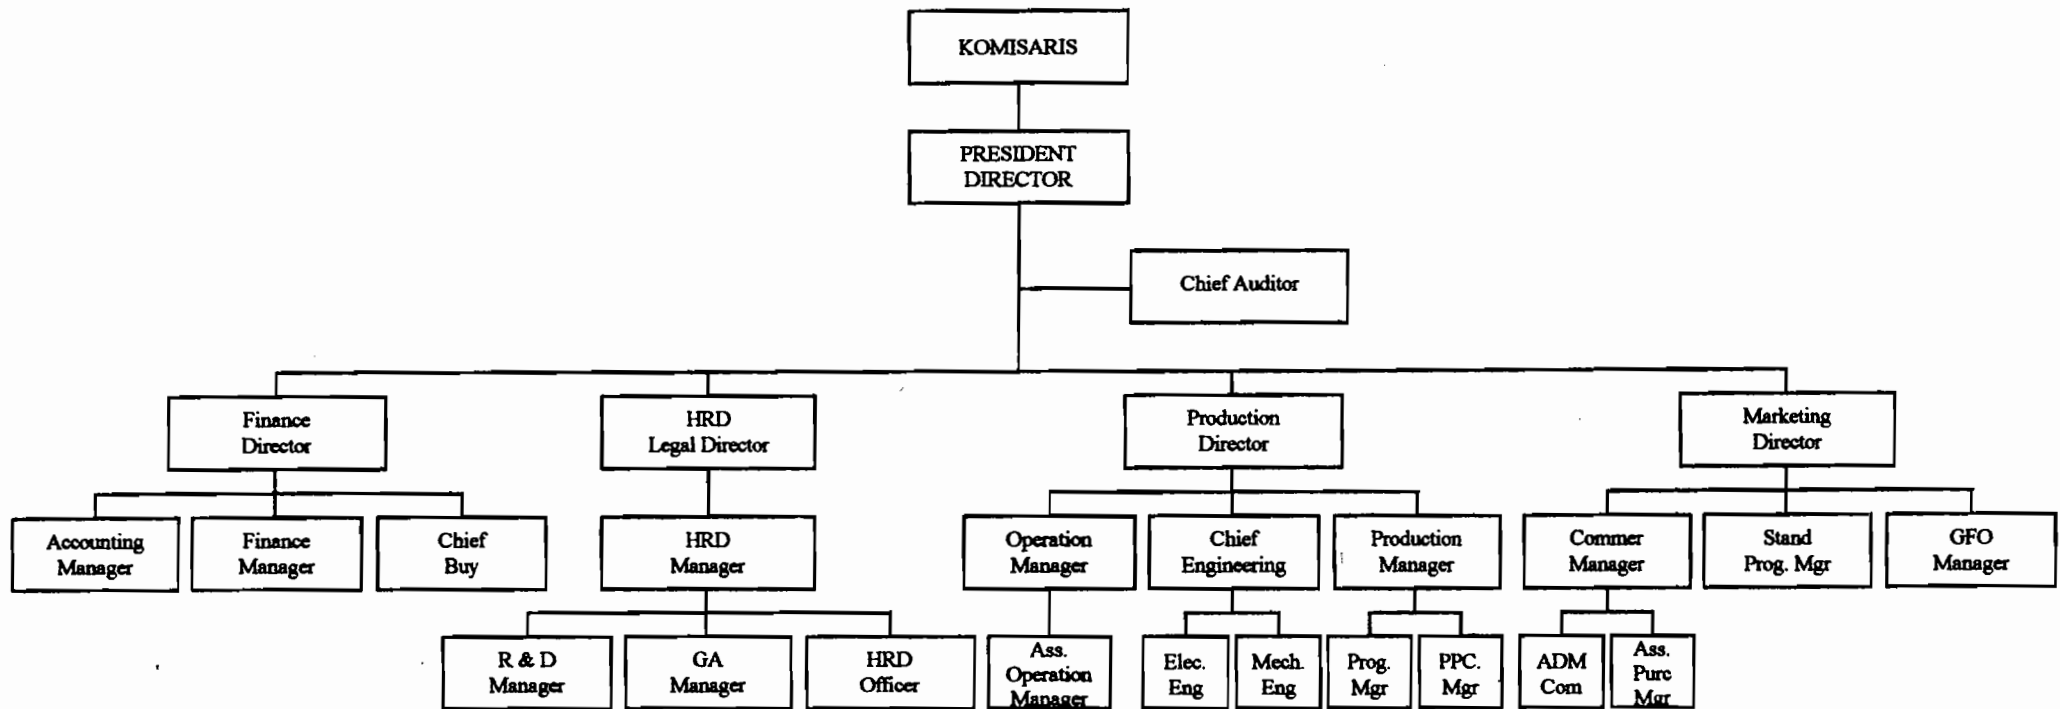 KOMISARIS
PRESIDENT
DIRECTOR
Chief Auditor
Finance
Director
HRD
Legal Director
Production
Director
Marketing
Director
Accounting
Manager
Finance
Manager
Chief
Buy
HRD
Manager
Operation
Manager
Chief
Engineering
Production
Manager
Commer
Manager
Stand
Prog. Mgr
GFO
Manager
R & D
Manager
GA
Manager
HRD
Officer
Ass.
Operation
Manager
Elec.
Eng
Mech.
Eng
Prog.
Mgr
PPC.
Mgr
ADM
Com
Ass.
Purc
Mgr